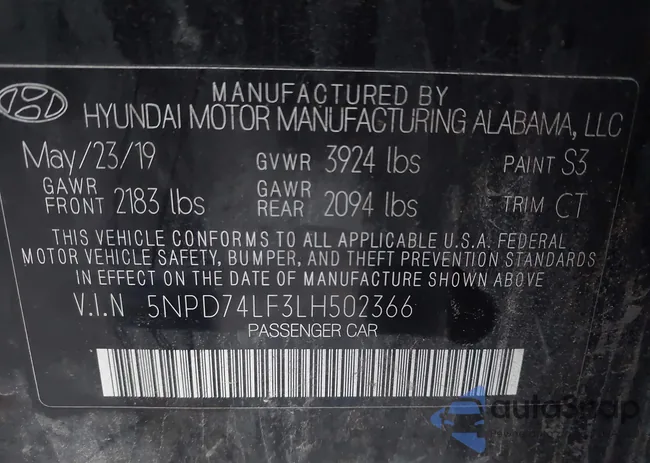 MANUFACTURED BY
HYUNDAI MOTOR MANUFACTURING ALABAMA, LLC
May/23/19 GVWR 3924 lbs PAINT S3
GAWR FRONT 2183 lbs GAWR REAR 2094 lbs TRIM CT
THIS VEHICLE CONFORMS TO ALL APPLICABLE U.S.A. FEDERAL
MOTOR VEHICLE SAFETY, BUMPER, AND THEFT PREVENTION STANDARDS
IN EFFECT ON THE DATE OF MANUFACTURE SHOWN ABOVE
V.I.N 5NPD74LF3LH502366
PASSENGER CAR